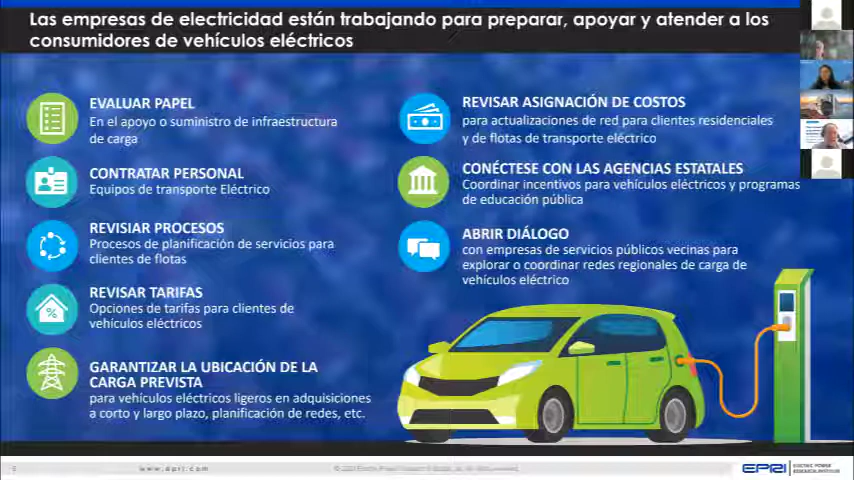 Las empresas de electricidad están trabajando para preparar, apoyar y atender a los
consumidores de vehículos eléctricos
EVALUAR PAPEL
En el apoyo o suministro de infraestructura
de carga
CONTRATAR PERSONAL
Equipos de transporte Eléctrico
REVISIAR PROCESOS
Procesos de planificación de servicios para
clientes de flotas
REVISAR TARIFAS
Opciones de tarifas para clientes de
vehículos eléctricos
%
GARANTIZAR LA UBICACIÓN DE LA
CARGA PREVISTA
para vehículos eléctricos ligeros en adquisiciones
a corto y largo plazo, planificación de redes, etc.
REVISAR ASIGNACIÓN DE COSTOS
para actualizaciones de red para clientes residenciales
y de flotas de transporte eléctrico
CONÉCTESE CON LAS AGENCIAS ESTATALES
Coordinar incentivos para vehículos eléctricos y programas
de educación pública
ABRIR DIÁLOGO
con empresas de servicios públicos vecinas para
explorar o coordinar redes regionales de carga de
vehículos eléctrico
www.epri.com
EPRI
ELECTRIC POWER
RESEARCH INSTITUTE